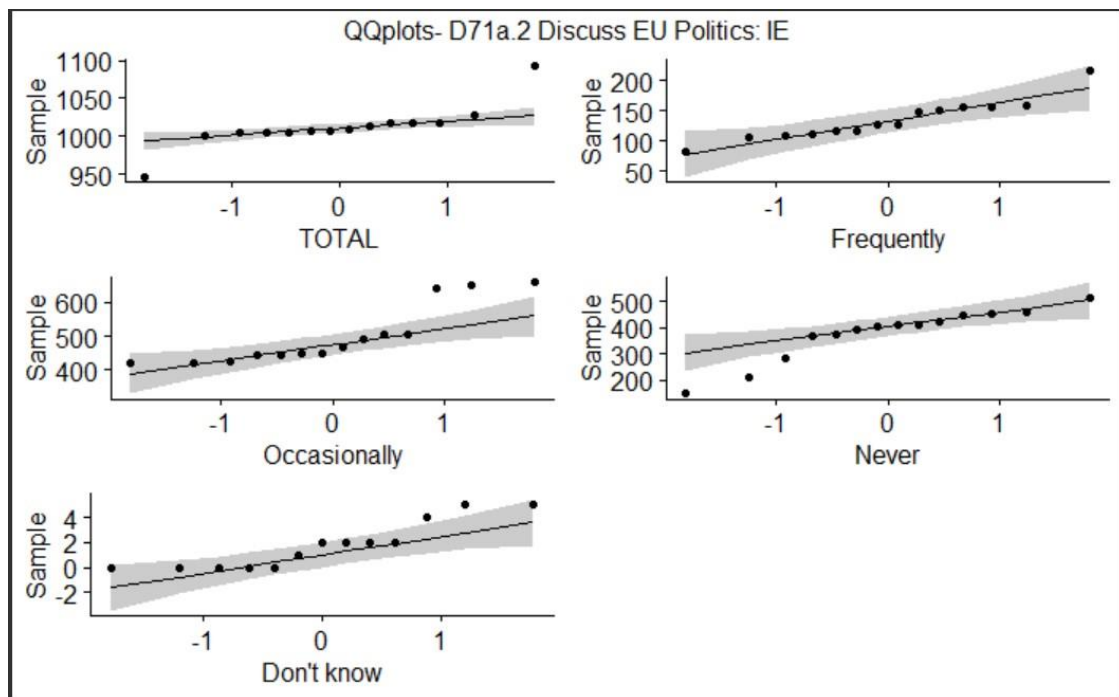 QQplots- D71a.2 Discuss EU Politics: IE
Sample
1100
1050
1000
950
-1 0 1
TOTAL
Sample
200
150
100
50
-1 0 1
Frequently
Sample
600
500
400
-1 0 1
Occasionally
Sample
500
400
300
200
-1 0 1
Never
Sample
4
2
0
-2
-1 0 1
Don't know